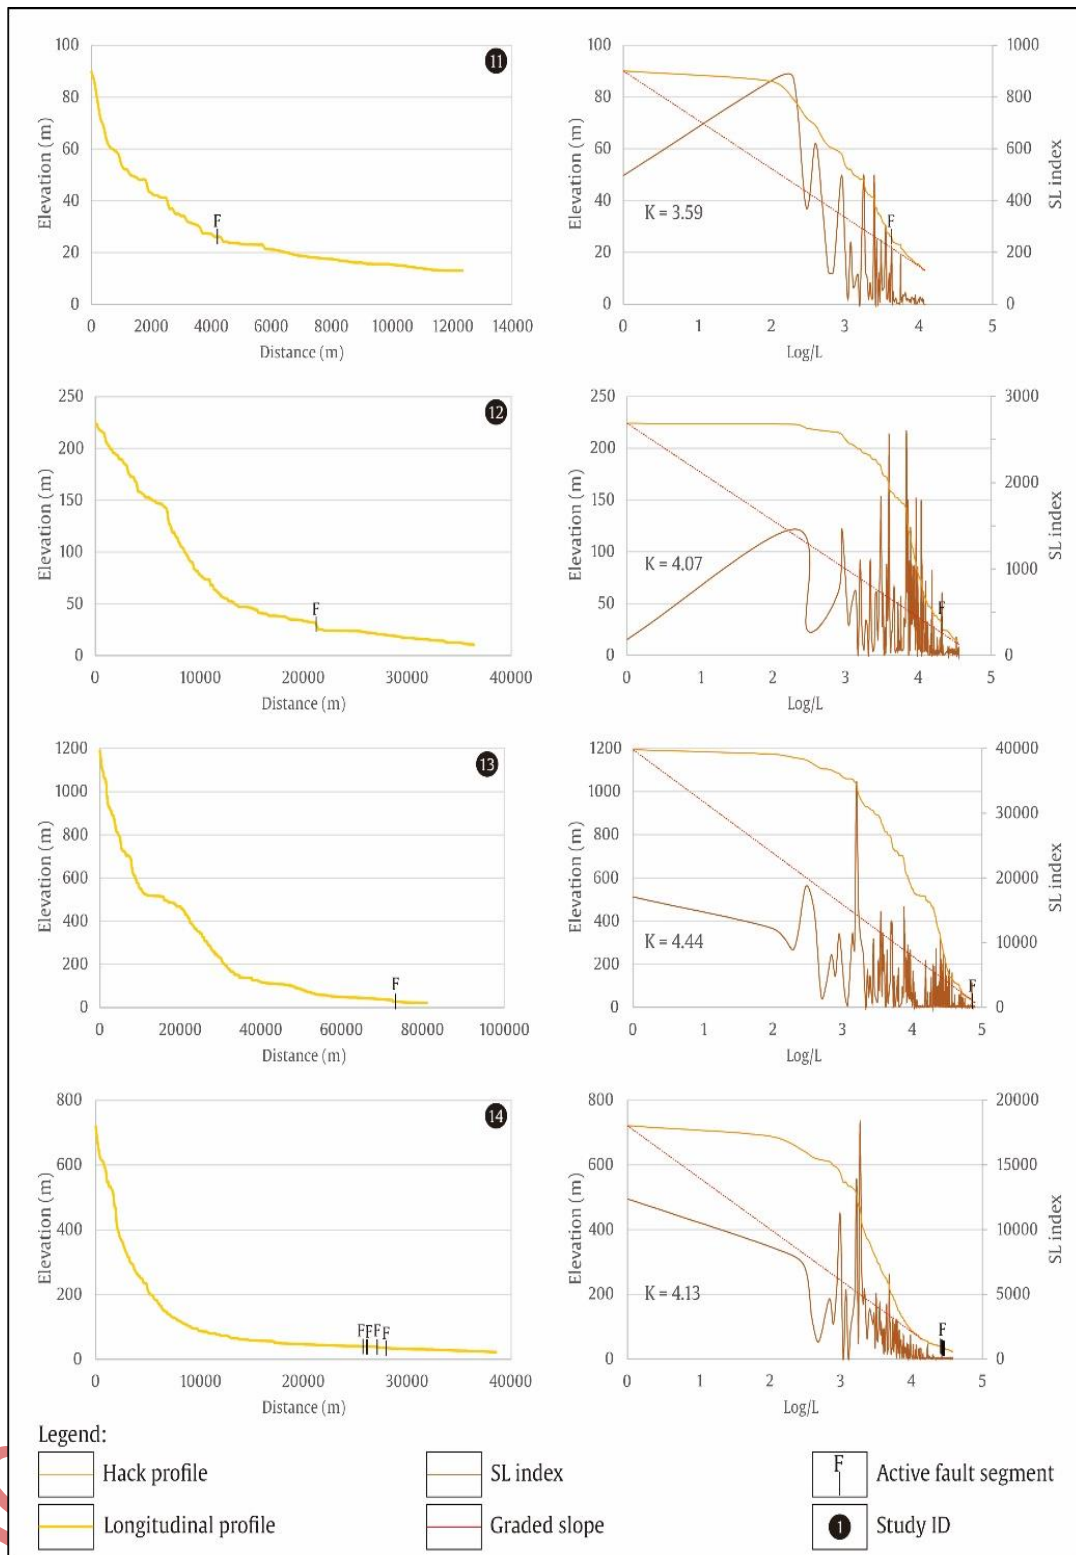 11
Elevation (m)
100
80
60
40
20
0
F
0 2000 4000 6000 8000 10000 12000 14000
Distance (m)
Elevation (m)
100
80
60
40
20
0
K = 3.59
F
1000
800
600
400
200
0
SL index
0 1 2 3 4 5
Log/L
12
Elevation (m)
250
200
150
100
50
0
F
0 10000 20000 30000 40000
Distance (m)
Elevation (m)
250
200
150
100
50
0
K = 4.07
F
3000
2000
1000
0
SL index
0 1 2 3 4 5
Log/L
13
Elevation (m)
1200
1000
800
600
400
200
0
F
0 20000 40000 60000 80000 100000
Distance (m)
Elevation (m)
1200
1000
800
600
400
200
0
K = 4.44
F
40000
30000
20000
10000
0
SL index
0 1 2 3 4 5
Log/L
14
Elevation (m)
800
600
400
200
0
F F F F
0 10000 20000 30000 40000
Distance (m)
Elevation (m)
800
600
400
200
0
K = 4.13
F
20000
15000
10000
5000
0
SL index
0 1 2 3 4 5
Log/L
Legend:
Hack profile
SL index
F Active fault segment
Longitudinal profile
Graded slope
1 Study ID